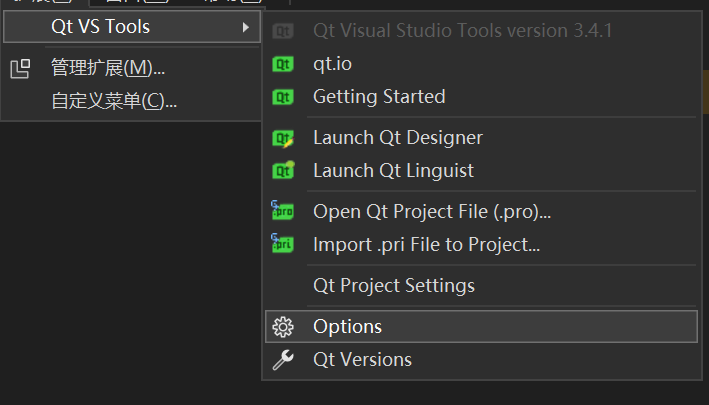 Qt VS Tools
管理扩展(M)...
自定义菜单(C)...
Qt Visual Studio Tools version 3.4.1
qt.io
Getting Started
Launch Qt Designer
Launch Qt Linguist
Open Qt Project File (.pro)...
Import .pri File to Project...
Qt Project Settings
Options
Qt Versions